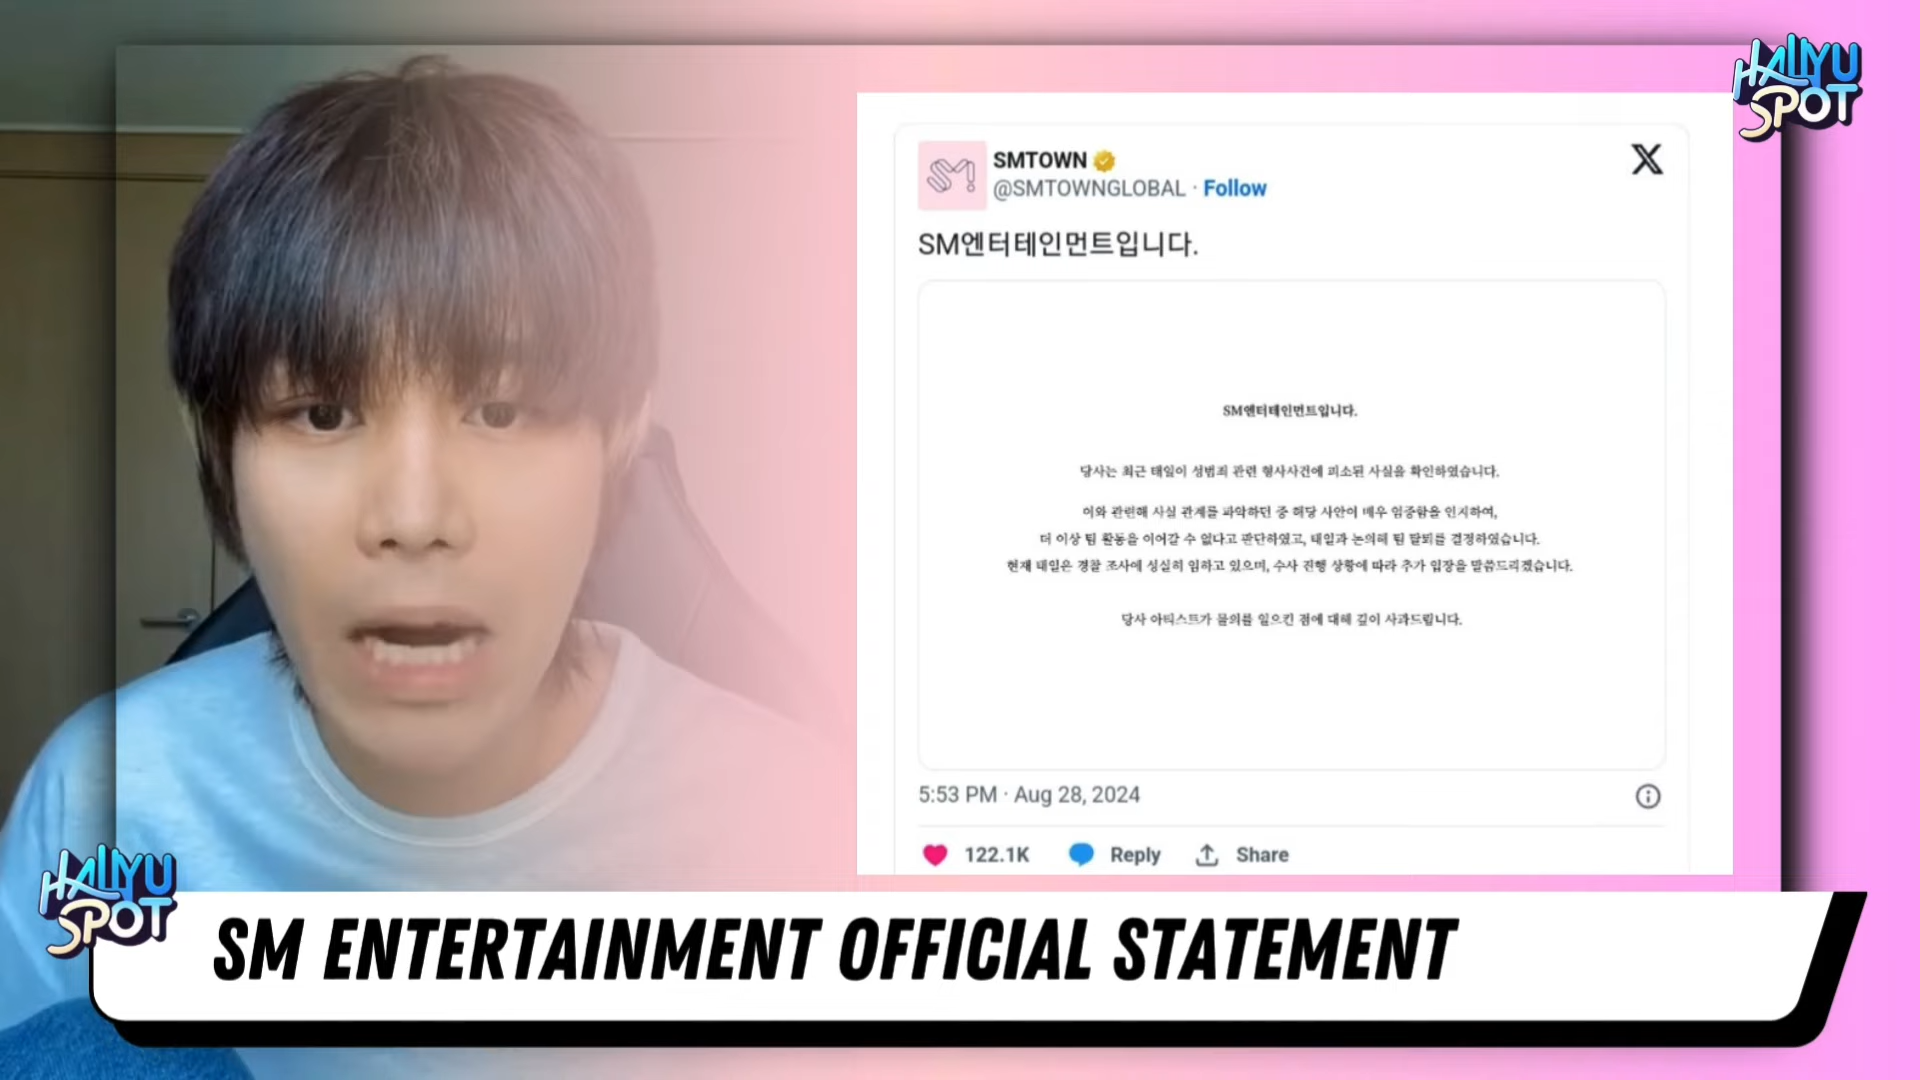 HALLYU
SPOT
SMTOWN
@SMTOWNGLOBAL · Follow
X
SM엔터테인먼트입니다.
SM엔터테인먼트입니다.
당사는 최근 태일이 성범죄 관련 형사사건에 피소된 사실을 확인하였습니다.
이와 관련해 사실 관계를 파악하던 중 해당 사안이 매우 엄중함을 인지하여,
더 이상 팀 활동을 이어갈 수 없다고 판단하였고, 태일과 논의해 팀 탈퇴를 결정하였습니다.
현재 태일은 경찰 조사에 성실히 임하고 있으며, 수사 진행 상황에 따라 추가 입장을 말씀드리겠습니다.
당사 아티스트가 물의를 일으킨 점에 대해 깊이 사과드립니다.
5:53 PM · Aug 28, 2024
122.1K Reply Share
HALLYU
SPOT
SM ENTERTAINMENT OFFICIAL STATEMENT